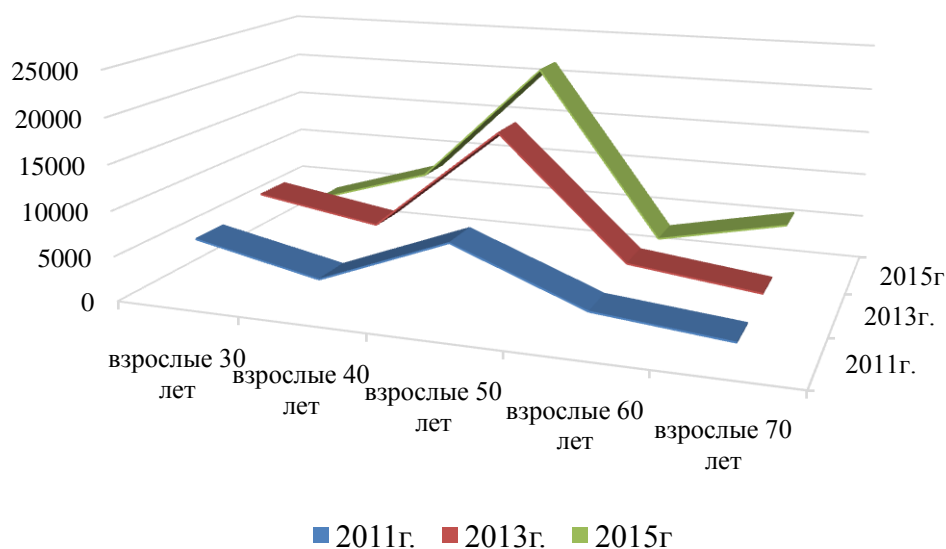 25000
20000
15000
10000
5000
0
взрослые 30
лет
взрослые 40
лет
взрослые 50
лет
взрослые 60
лет
взрослые 70
лет
2015г
2013г.
2011г.
2011г. 2013г. 2015г